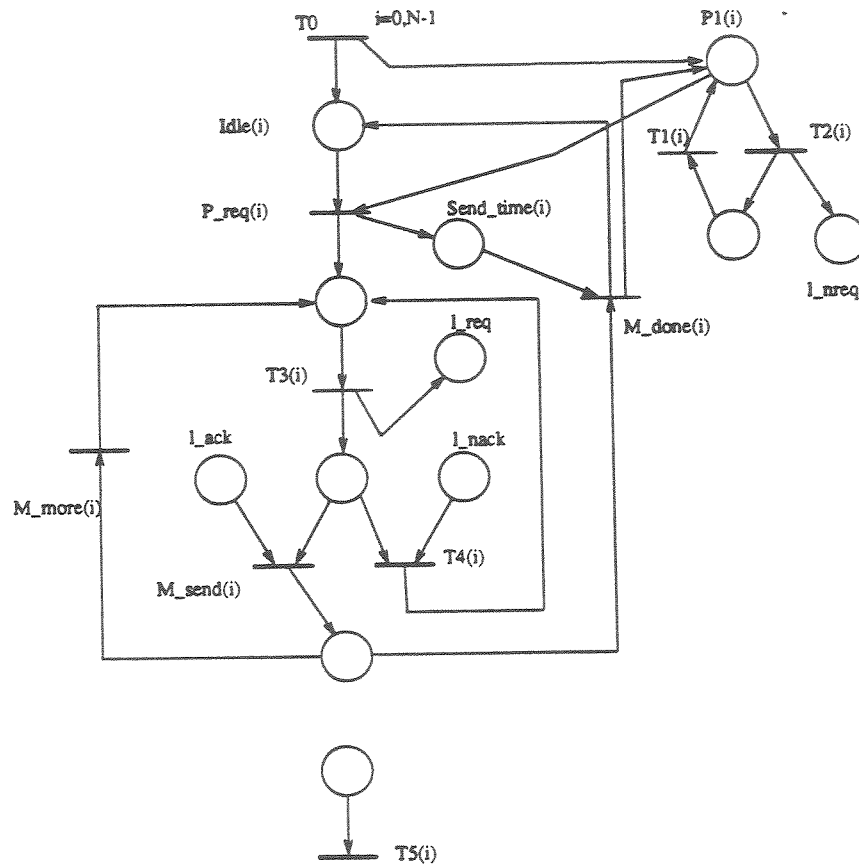 T0
i=0,N-1
P1(i)
Idle(i)
T1(i)
T2(i)
P_req(i)
Send_time(i)
l_nreq
M_done(i)
l_req
T3(i)
l_ack
l_nack
M_more(i)
T4(i)
M_send(i)
T5(i)